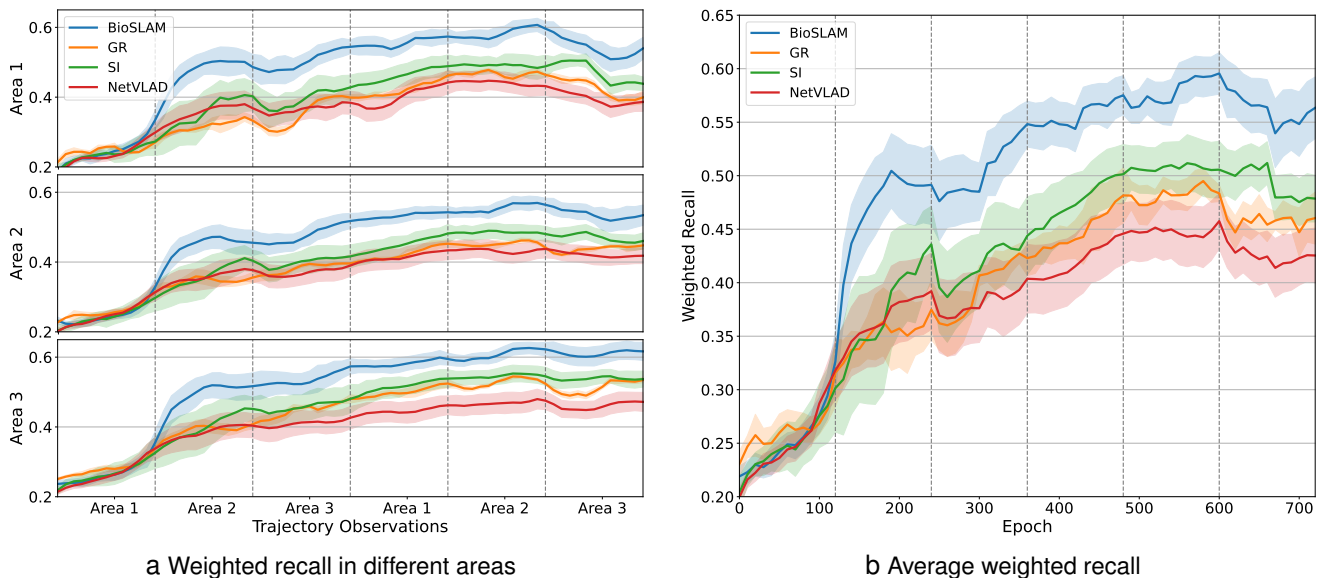 BioSLAM
GR
SI
NetVLAD
Area 1
0.6
0.4
0.2
Area 2
0.6
0.4
0.2
Area 3
0.6
0.4
0.2
Area 1 Area 2 Area 3 Area 1 Area 2 Area 3
Trajectory Observations
a Weighted recall in different areas
BioSLAM
GR
SI
NetVLAD
Weighted Recall
0.65
0.60
0.55
0.50
0.45
0.40
0.35
0.30
0.25
0.20
0 100 200 300 400 500 600 700
Epoch
b Average weighted recall